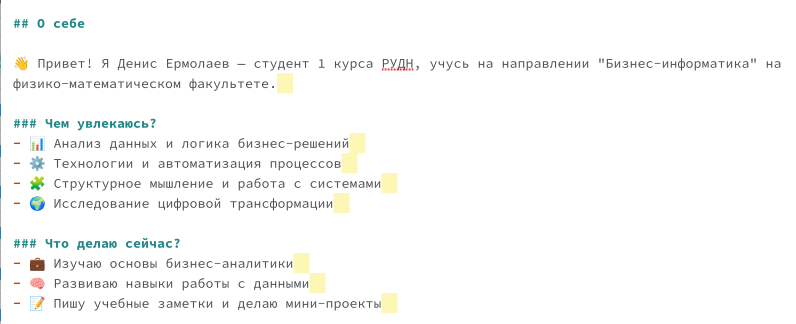 ## О себе
👋 Привет! Я Денис Ермолаев — студент 1 курса РУДН, учусь на направлении "Бизнес-информатика" на
физико-математическом факультете.
### Чем увлекаюсь?
- 📊 Анализ данных и логика бизнес-решений
- ⚙️ Технологии и автоматизация процессов
- 🧩 Структурное мышление и работа с системами
- 🌍 Исследование цифровой трансформации
### Что делаю сейчас?
- 💼 Изучаю основы бизнес-аналитики
- 🧠 Развиваю навыки работы с данными
- 📝 Пишу учебные заметки и делаю мини-проекты